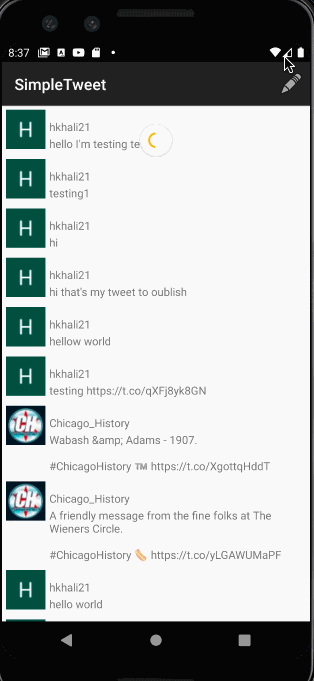 8:37
SimpleTweet
H
hkhali21
hello I'm testing te
H
hkhali21
testing1
H
hkhali21
hi
H
hkhali21
hi that's my tweet to oublish
H
hkhali21
hellow world
H
hkhali21
testing https://t.co/qXFj8yk8GN
CH
Chicago_History
Wabash &amp; Adams - 1907.
#ChicagoHistory ™️ https://t.co/XgottqHddT
CH
Chicago_History
A friendly message from the fine folks at The
Wieners Circle.
#ChicagoHistory 🌭 https://t.co/yLGAWUMaPF
H
hkhali21
hello world